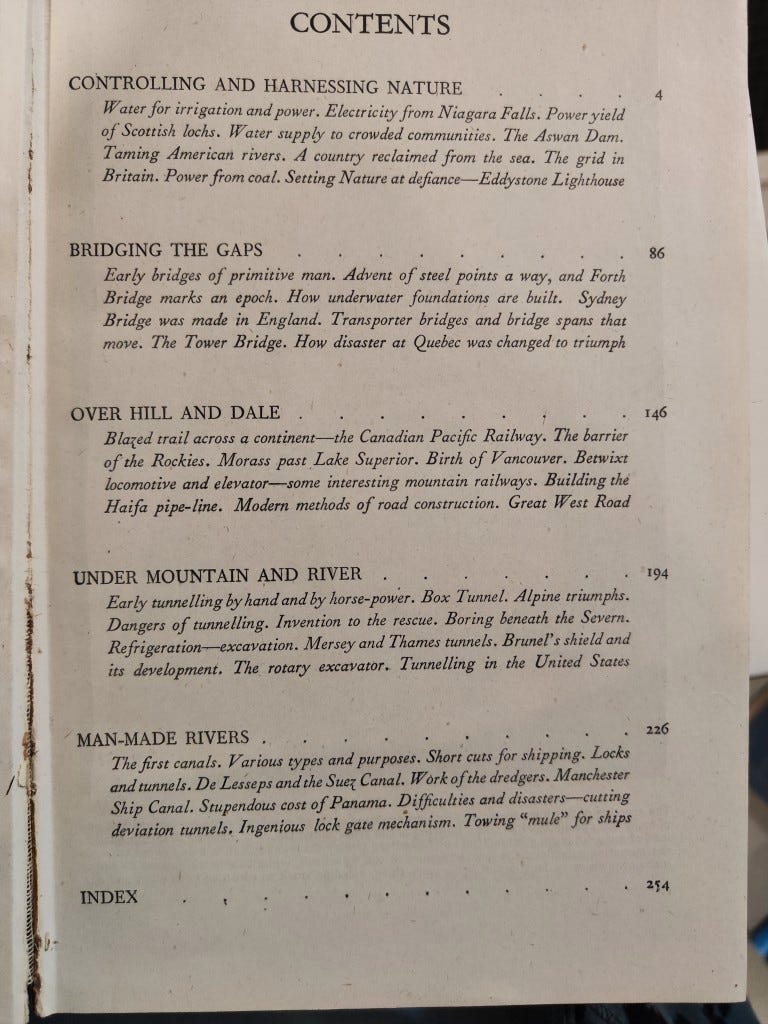 CONTENTS
CONTROLLING AND HARNESSING NATURE . . . . 4
Water for irrigation and power. Electricity from Niagara Falls. Power yield
of Scottish lochs. Water supply to crowded communities. The Aswan Dam.
Taming American rivers. A country reclaimed from the sea. The grid in
Britain. Power from coal. Setting Nature at defiance—Eddystone Lighthouse
BRIDGING THE GAPS . . . . . . . . . 86
Early bridges of primitive man. Advent of steel points a way, and Forth
Bridge marks an epoch. How underwater foundations are built. Sydney
Bridge was made in England. Transporter bridges and bridge spans that
move. The Tower Bridge. How disaster at Quebec was changed to triumph
OVER HILL AND DALE . . . . . . . . . 146
Blazed trail across a continent—the Canadian Pacific Railway. The barrier
of the Rockies. Morass past Lake Superior. Birth of Vancouver. Betwixt
locomotive and elevator—some interesting mountain railways. Building the
Haifa pipe-line. Modern methods of road construction. Great West Road
UNDER MOUNTAIN AND RIVER . . . . . . . 194
Early tunnelling by hand and by horse-power. Box Tunnel. Alpine triumphs.
Dangers of tunnelling. Invention to the rescue. Boring beneath the Severn.
Refrigeration—excavation. Mersey and Thames tunnels. Brunel's shield and
its development. The rotary excavator. Tunnelling in the United States
MAN-MADE RIVERS . . . . . . . . . . 226
The first canals. Various types and purposes. Short cuts for shipping. Locks
and tunnels. De Lesseps and the Suez Canal. Work of the dredgers. Manchester
Ship Canal. Stupendous cost of Panama. Difficulties and disasters—cutting
deviation tunnels. Ingenious lock gate mechanism. Towing "mule" for ships
INDEX . . . . . . . . . . . . 254